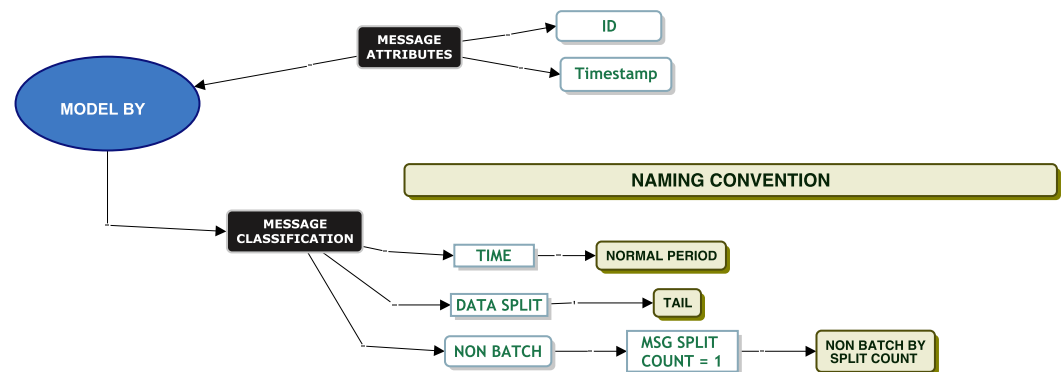 MESSAGE
ATTRIBUTES
ID
Timestamp
MODEL BY
NAMING CONVENTION
MESSAGE
CLASSIFICATION
TIME
NORMAL PERIOD
DATA SPLIT
TAIL
NON BATCH
MSG SPLIT
COUNT = 1
NON BATCH BY
SPLIT COUNT